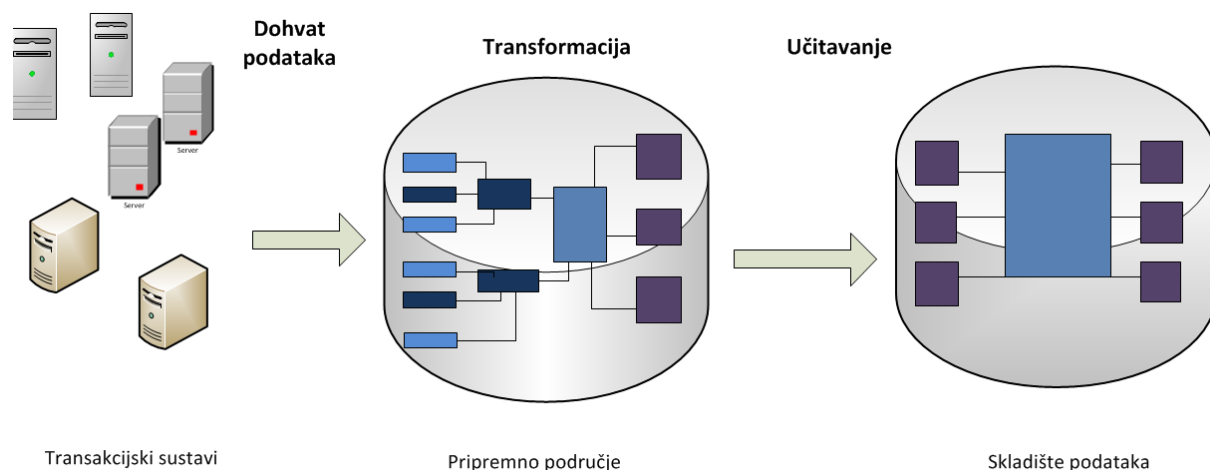 Dohvat
podataka
Transformacija
Učitavanje
Server
Server
Transakcijski sustavi
Pripremno područje
Skladište podataka